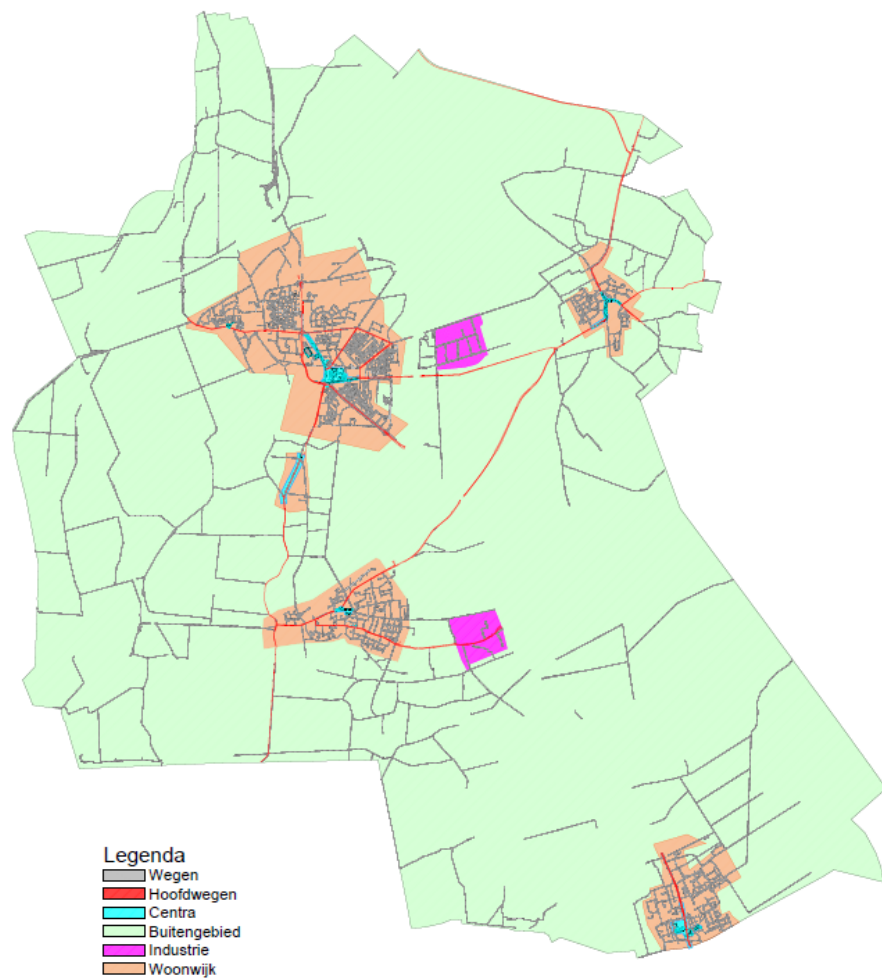 Legenda
Wegen
Hoofdwegen
Centra
Buitengebied
Industrie
Woonwijk